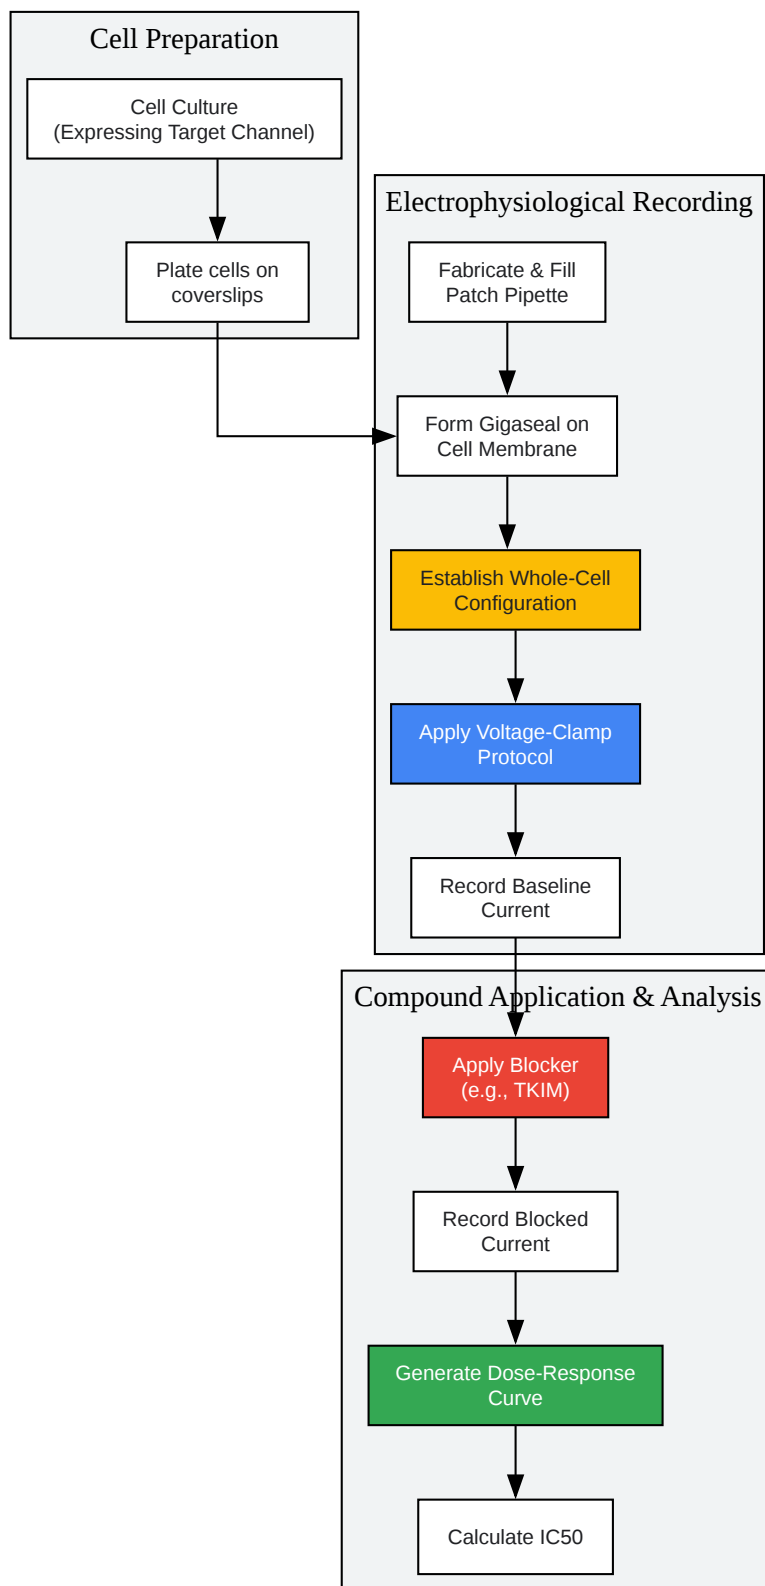 Cell Preparation
Cell Culture
(Expressing Target Channel)
Plate cells on
coverslips
Electrophysiological Recording
Fabricate & Fill
Patch Pipette
Form Gigaseal on
Cell Membrane
Establish Whole-Cell
Configuration
Apply Voltage-Clamp
Protocol
Record Baseline
Current
Compound Application & Analysis
Apply Blocker
(e.g., TKIM)
Record Blocked
Current
Generate Dose-Response
Curve
Calculate IC50